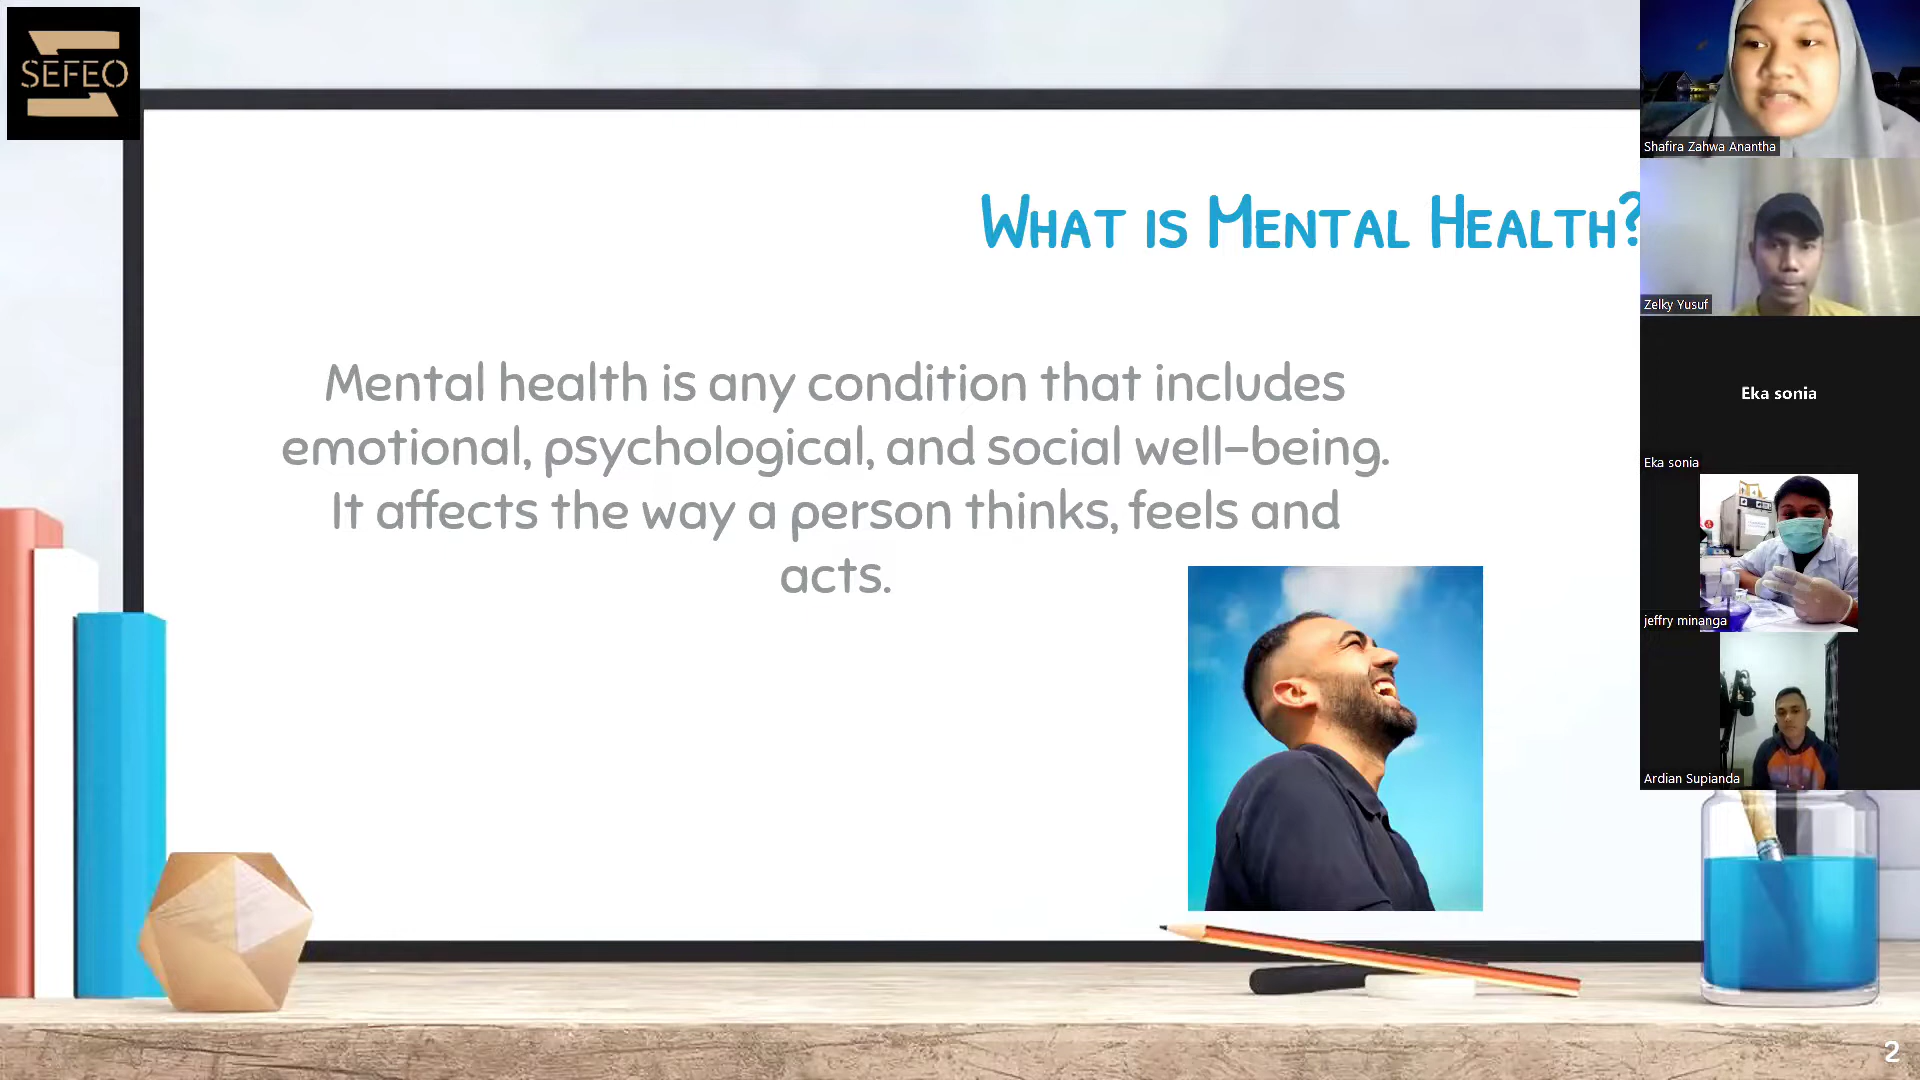 SEFEO
What is Mental Health?
Mental health is any condition that includes
emotional, psychological, and social well-being.
It affects the way a person thinks, feels and
acts.
Shafira Zahwa Anantha
Zelky Yusuf
Eka sonia
Eka sonia
jeffry minanga
Ardian Supianda
2